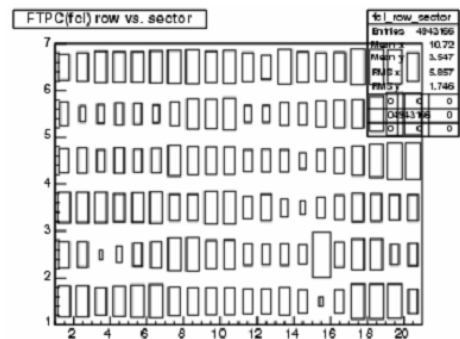 FTPC(fcl) row vs. sector
fcl_row_sector
Entries 4943166
Mean x 10.72
Mean y 3.547
RMS x 5.857
RMS y 1.746
0 0 0
0 4943166 0
0 0 0
7
6
5
4
3
2
1
2 4 6 8 10 12 14 16 18 20